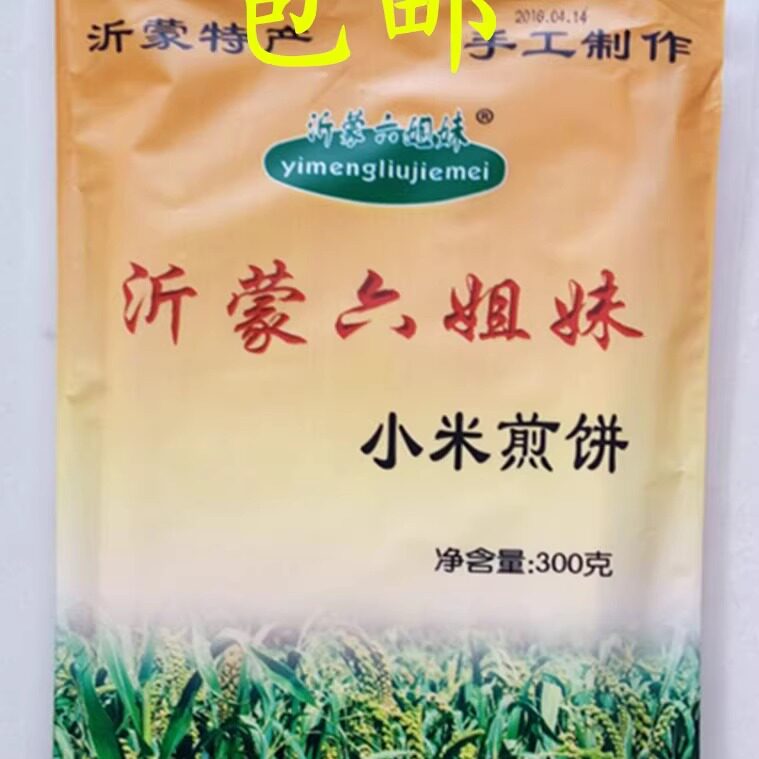 包邮
2016.04.14
沂蒙特产 手工制作
沂蒙六姐妹®
yimengliujiemei
沂蒙六姐妹
小米煎饼
净含量:300克